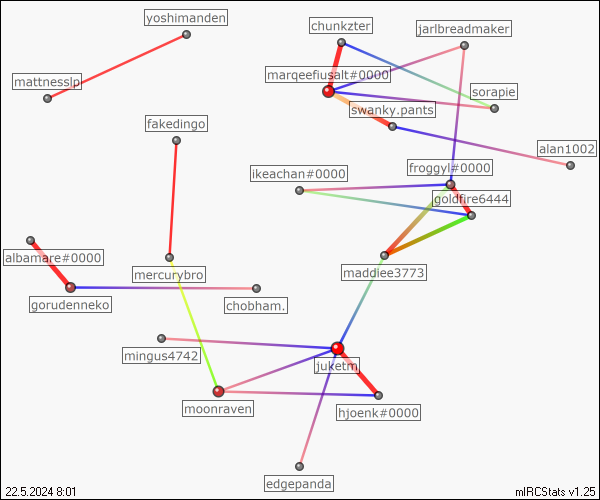 yoshimanden
chunkzter
jarlbreadmaker
mattnesslp
marqeefiusalt#0000
sorapie
swanky.pants
fakedingo
alan1002
froggyl#0000
ikeachan#0000
goldfire6444
albamare#0000
mercurybro
maddiee3773
gorudenneko
chobham.
mingus4742
juketm
moonraven
hjoenk#0000
edgepanda
22.5.2024 8:01
mIRCStats v1.25